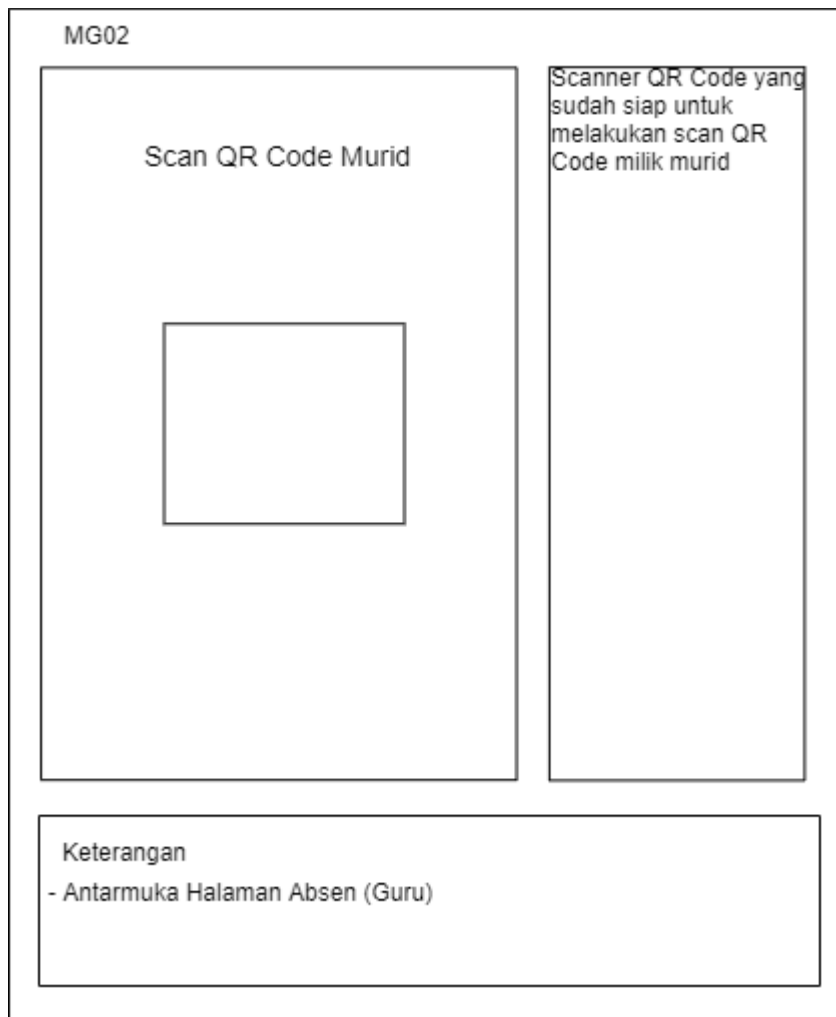 MG02
Scan QR Code Murid
Scanner QR Code yang
sudah siap untuk
melakukan scan QR
Code milik murid
Keterangan
- Antarmuka Halaman Absen (Guru)